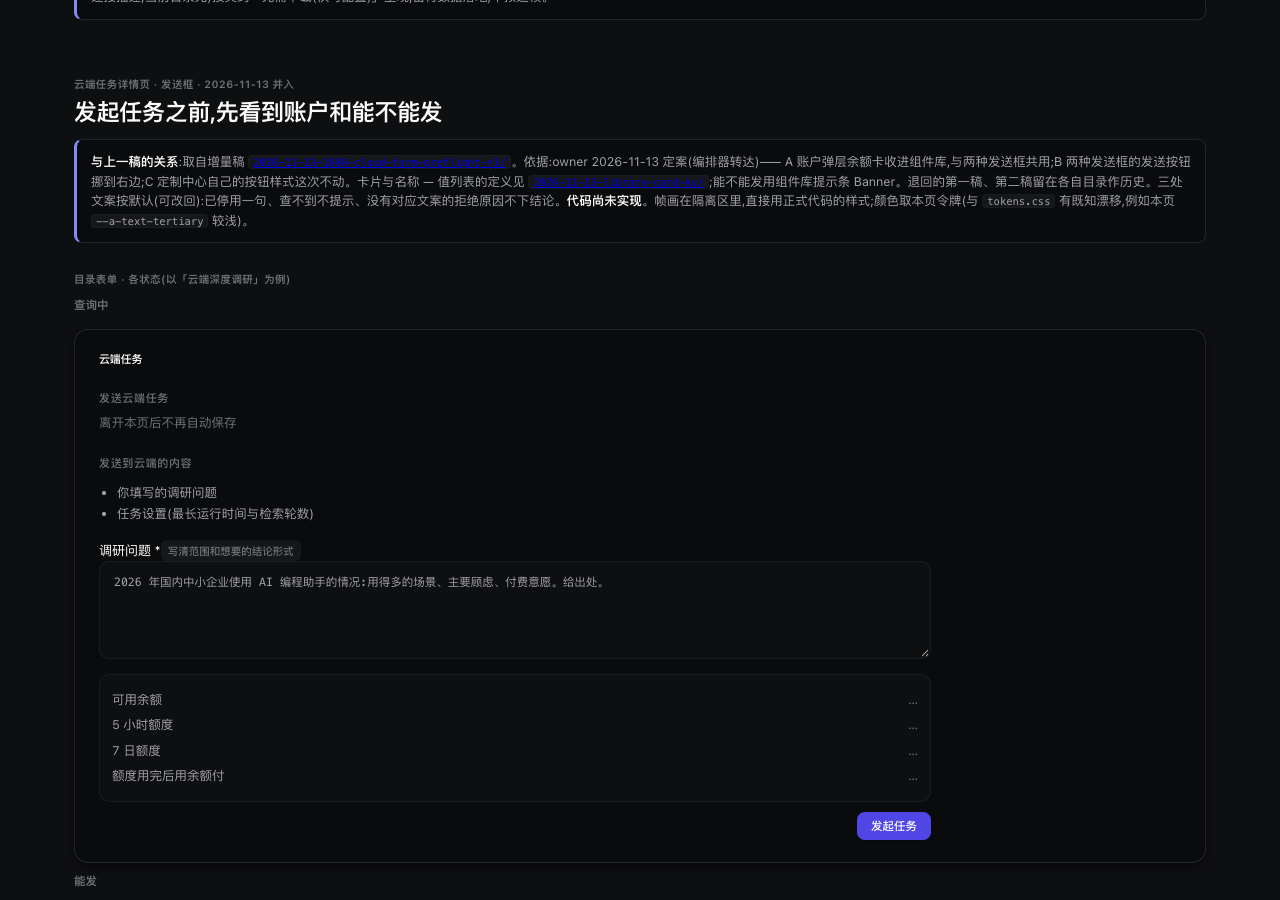 云端任务详情页 · 发送框 · 2026-11-13 并入
发起任务之前,先看到账户和能不能发
与上一稿的关系:取自增量稿 。依据:owner 2026-11-13 定案(编排器转达)—— A 账户弹层余额卡收进组件库,与两种发送框共用;B 两种发送框的发送按钮
挪到右边;C 定制中心自己的按钮样式这次不动。卡片与名称 — 值列表的定义见 ;能不能发用组件库提示条 Banner。退回的第一稿、第二稿留在各自目录作历史。三处
文案按默认(可改回):已停用一句、查不到不提示、没有对应文案的拒绝原因不下结论。代码尚未实现。帧画在隔离区里,直接用正式代码的样式;颜色取本页令牌(与 tokens.css 有既知漂移,例如本页
--a-text-tertiary 较浅)。
目录表单 · 各状态(以「云端深度调研」为例)
查询中
云端任务
发送云端任务
离开本页后不再自动保存
发送到云端的内容
• 你填写的调研问题
• 任务设置(最长运行时间与检索轮数)
调研问题 * 写清范围和想要的结论形式
2026 年国内中小企业使用 AI 编程助手的情况:用得多的场景、主要顾虑、付费意愿。给出处。
可用余额 …
5 小时额度 …
7 日额度 …
额度用完后用余额付 …
发起任务
能发